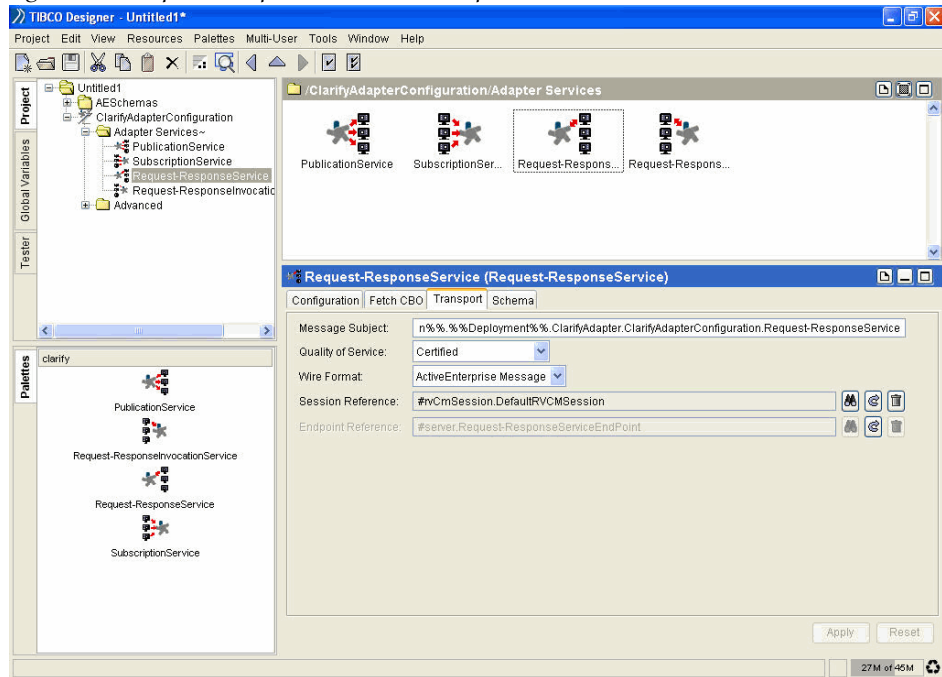 TIBCO Designer - Untitled1*
Project Edit View Resources Palettes Multi-User Tools Window Help
Project
Global Variables
Tester
Untitled1
AESchemas
ClarifyAdapterConfiguration
Adapter Services~
PublicationService
SubscriptionService
Request-ResponseService
Request-ResponseInvocatio
Advanced
/ClarifyAdapterConfiguration/Adapter Services
PublicationService SubscriptionSer... Request-Respons... Request-Respons...
Request-ResponseService (Request-ResponseService)
Configuration Fetch CBO Transport Schema
Message Subject: n%%.%%Deployment%%.ClarifyAdapter.ClarifyAdapterConfiguration.Request-ResponseService
Quality of Service: Certified
Wire Format: ActiveEnterprise Message
Session Reference: #rvCmSession.DefaultRVCMSession
Endpoint Reference: #server.Request-ResponseServiceEndPoint
Palettes
clarify
PublicationService
Request-ResponseInvocationService
Request-ResponseService
SubscriptionService
Apply Reset
27M of 45M